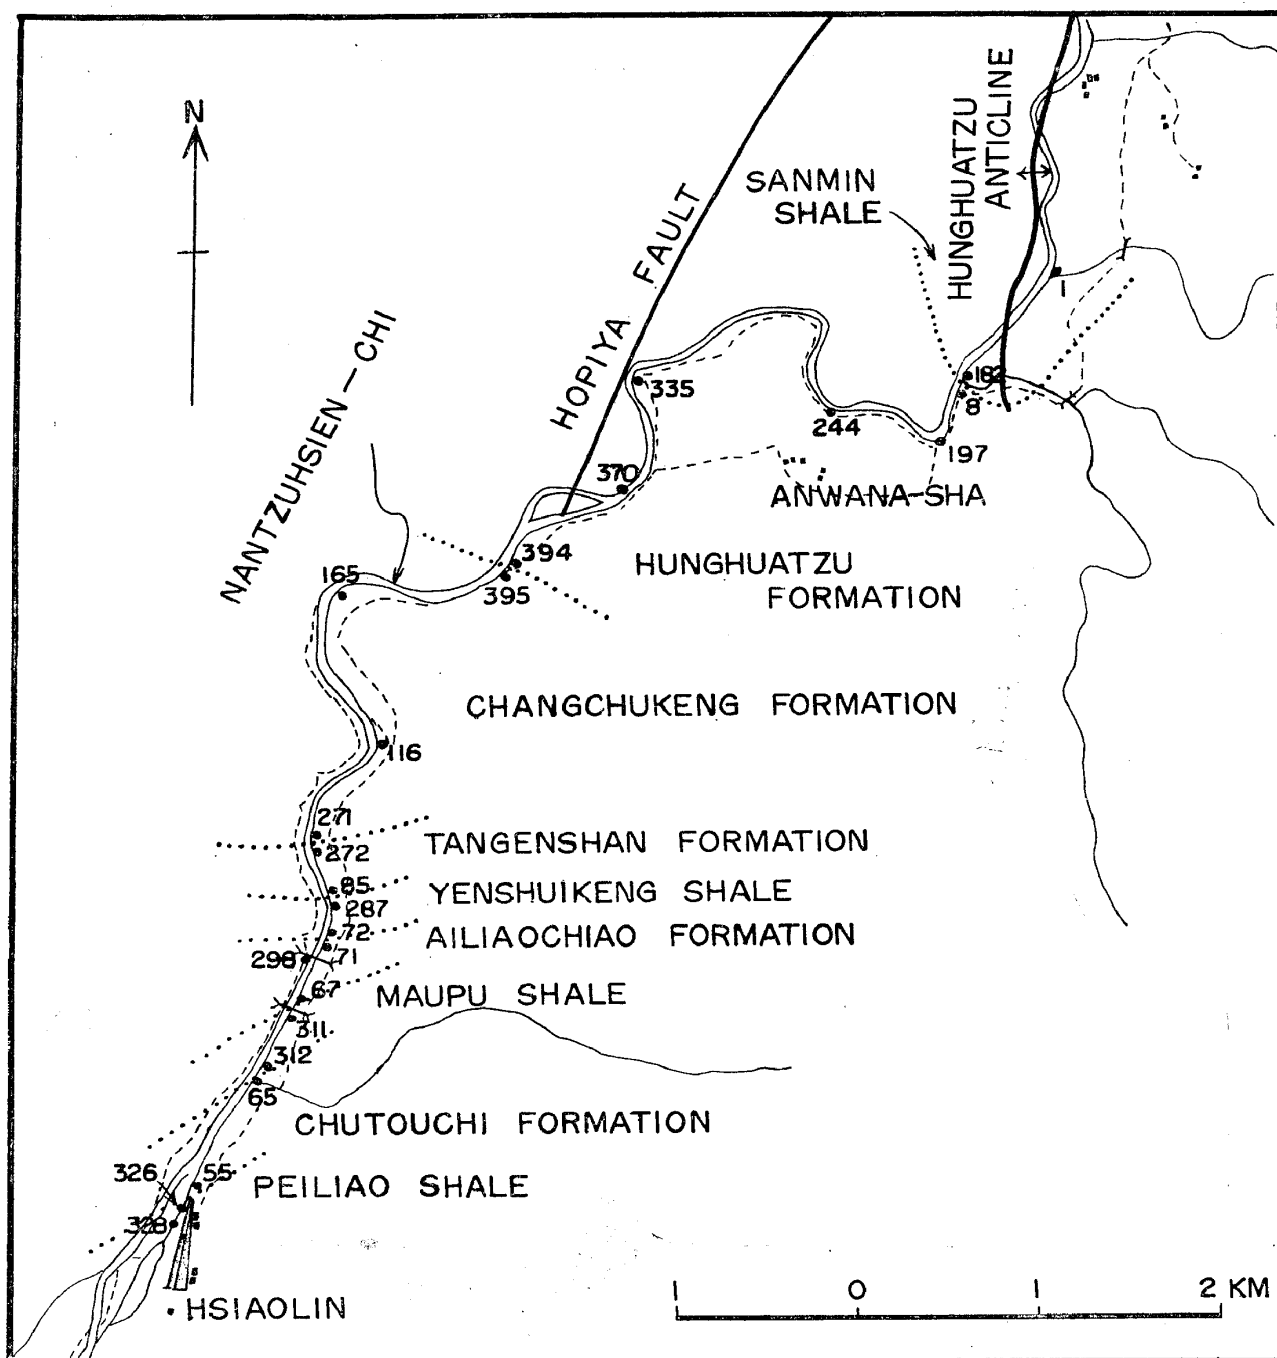 N
SANMIN
SHALE
HUNGHUATZU
ANTICLINE
HOPIYA FAULT
NANTZUHSIEN-CHI
1
182
8
335
244
197
370
ANWANA-SHA
394
395
HUNGHUATZU
FORMATION
165
CHANGCHUKENG FORMATION
116
271
272
TANGENSHAN FORMATION
85
YENSHUIKENG SHALE
287
72
AILIAOCHIAO FORMATION
71
298
67
MAUPU SHALE
311
312
65
CHUTOUCHI FORMATION
326
55
PEILIAO SHALE
328
HSIAOLIN
1 0 1 2 KM